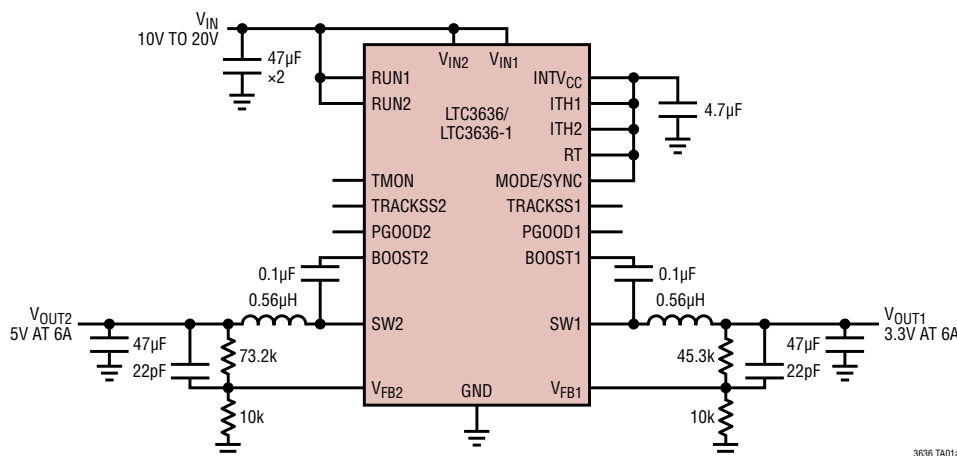 VIN
10V TO 20V
47µF
×2
VIN2
VIN1
RUN1
RUN2
LTC3636/
LTC3636-1
INTVCC
ITH1
ITH2
RT
MODE/SYNC
4.7µF
TMON
TRACKSS2
PGOOD2
BOOST2
TRACKSS1
PGOOD1
BOOST1
0.1µF
0.56µH
0.1µF
0.56µH
VOUT2
5V AT 6A
SW2
SW1
VOUT1
3.3V AT 6A
47µF
22pF
73.2k
45.3k
47µF
22pF
VFB2
GND
VFB1
10k
10k
3636 TA01a